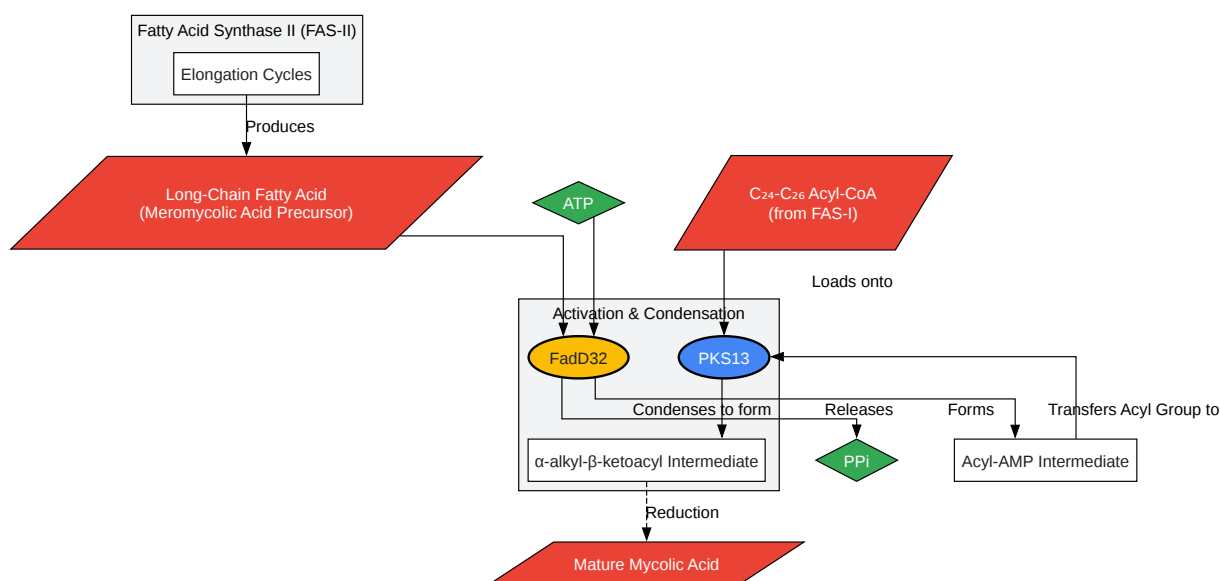 Fatty Acid Synthase II (FAS-II)
Elongation Cycles
Produces
Long-Chain Fatty Acid
(Meromycolic Acid Precursor)
ATP
C₂₄-C₂₆ Acyl-CoA
(from FAS-I)
Loads onto
Activation & Condensation
FadD32
PKS13
Condenses to form
Releases
Forms
Transfers Acyl Group to
α-alkyl-β-ketoacyl Intermediate
PPi
Acyl-AMP Intermediate
Reduction
Mature Mycolic Acid